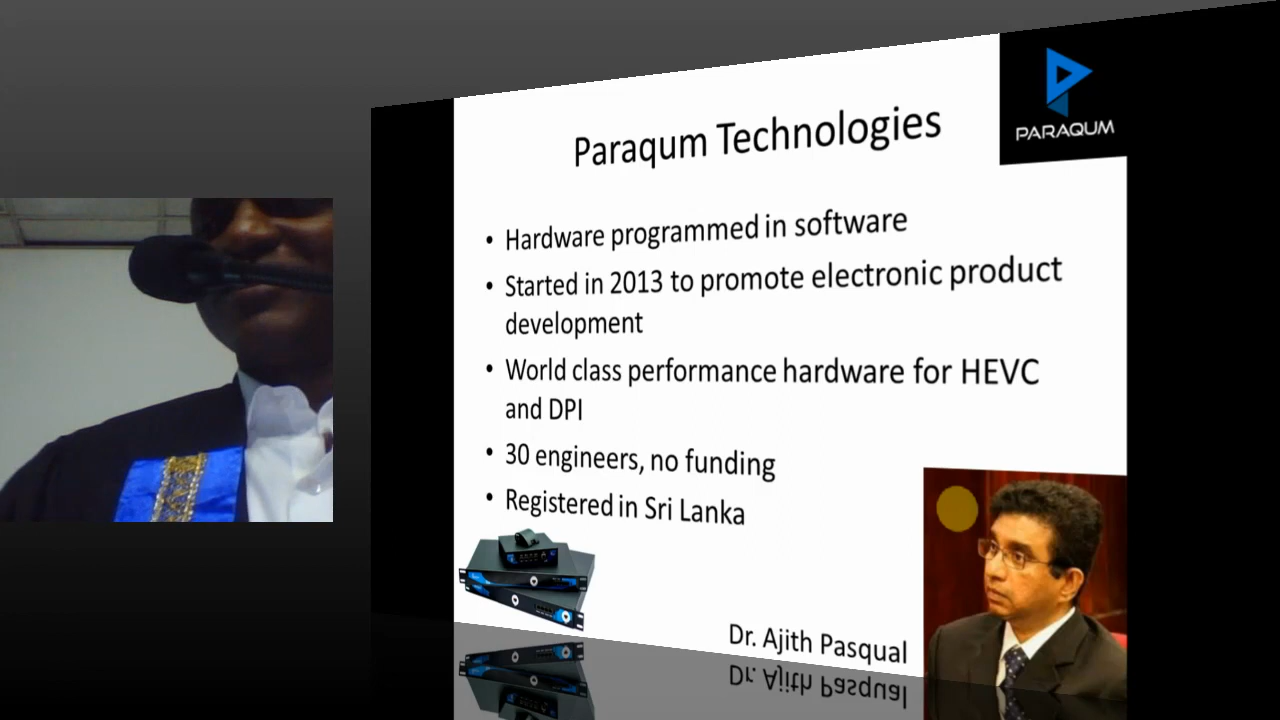 PARAQUM
Paraqum Technologies
• Hardware programmed in software
• Started in 2013 to promote electronic product
development
• World class performance hardware for HEVC
and DPI
• 30 engineers, no funding
• Registered in Sri Lanka
Dr. Ajith Pasqual